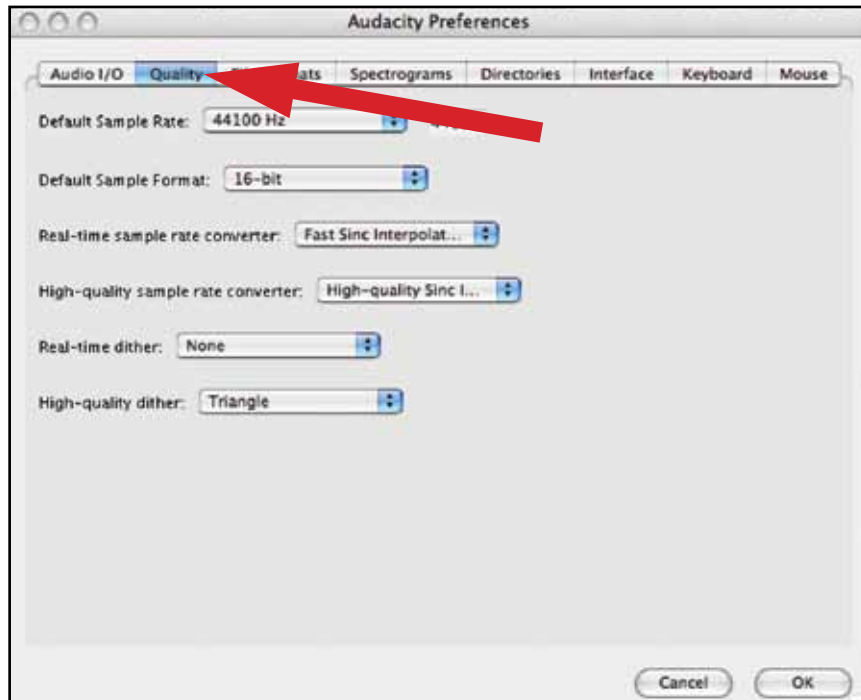 Audacity Preferences
Audio I/O Quality Spectrograms Directories Interface Keyboard Mouse
Default Sample Rate: 44100 Hz
Default Sample Format: 16-bit
Real-time sample rate converter: Fast Sinc Interpolat...
High-quality sample rate converter: High-quality Sinc I...
Real-time dither: None
High-quality dither: Triangle
Cancel OK